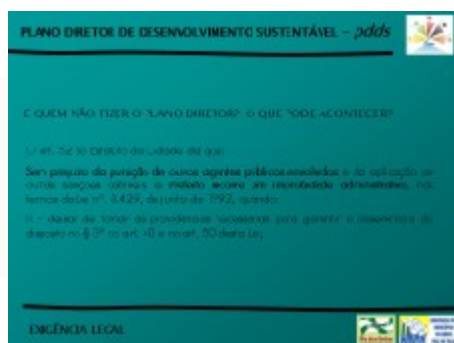 PLANO DIRETOR DE DESENVOLVIMENTO SUSTENTÁVEL – pdds
E QUEM NÃO FIZER O PLANO DIRETOR? O QUE PODE ACONTECER?
O art. 52 do Estatuto da Cidade diz que:
Sem prejuízo da punição de outros agentes públicos envolvidos e da aplicação de
outras sanções cabíveis, o Prefeito incorre em improbidade administrativa, nos
termos da Lei nº. 8.429, de junho de 1992, quando:
deixar de tomar as providências necessárias para garantir a observância do
disposto no § 3º do art. 40 e no art. 50 desta Lei;
EXIGÊNCIA LEGAL